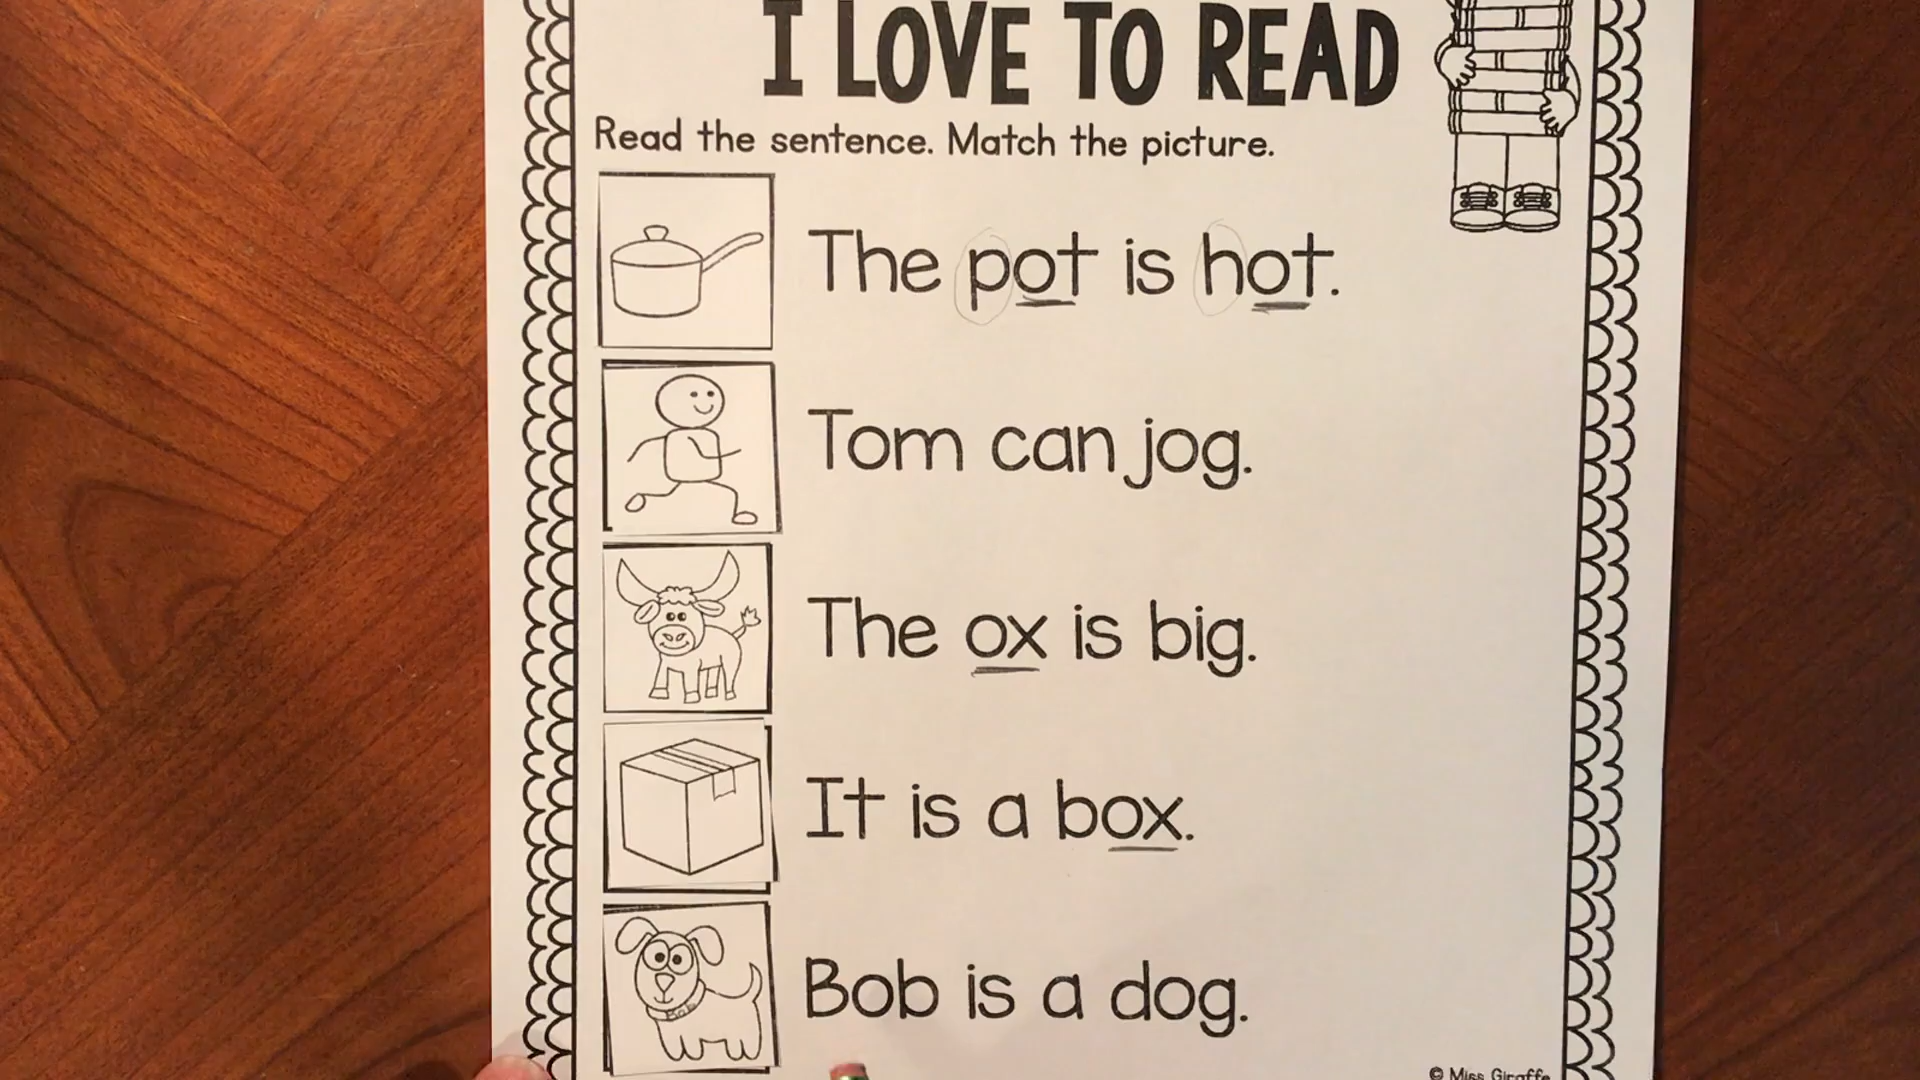 I LOVE TO READ
Read the sentence. Match the picture.
The pot is hot.
Tom can jog.
The ox is big.
It is a box.
Bob is a dog.
Bob
© Miss Giraffe